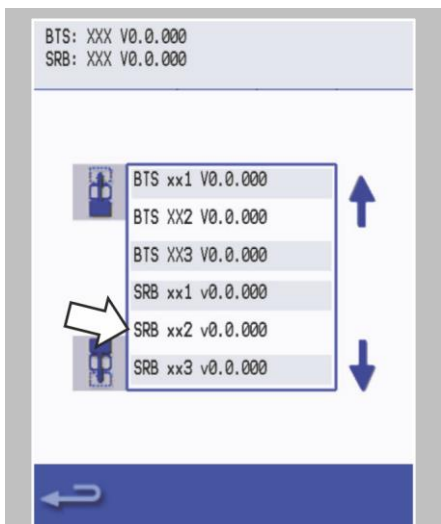 BTS: XXX V0.0.000
SRB: XXX V0.0.000
BTS xx1 V0.0.000
BTS XX2 V0.0.000
BTS XX3 V0.0.000
SRB xx1 v0.0.000
SRB xx2 v0.0.000
SRB xx3 v0.0.000